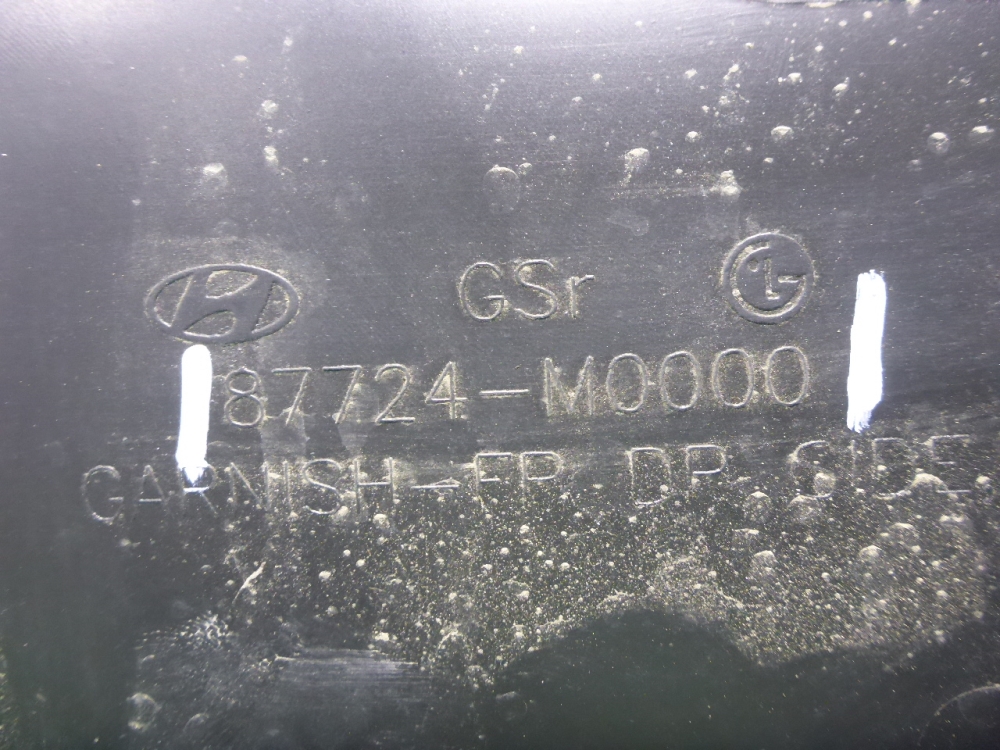 GSr
87724-M0000
GARNISH-FR DR SIDE